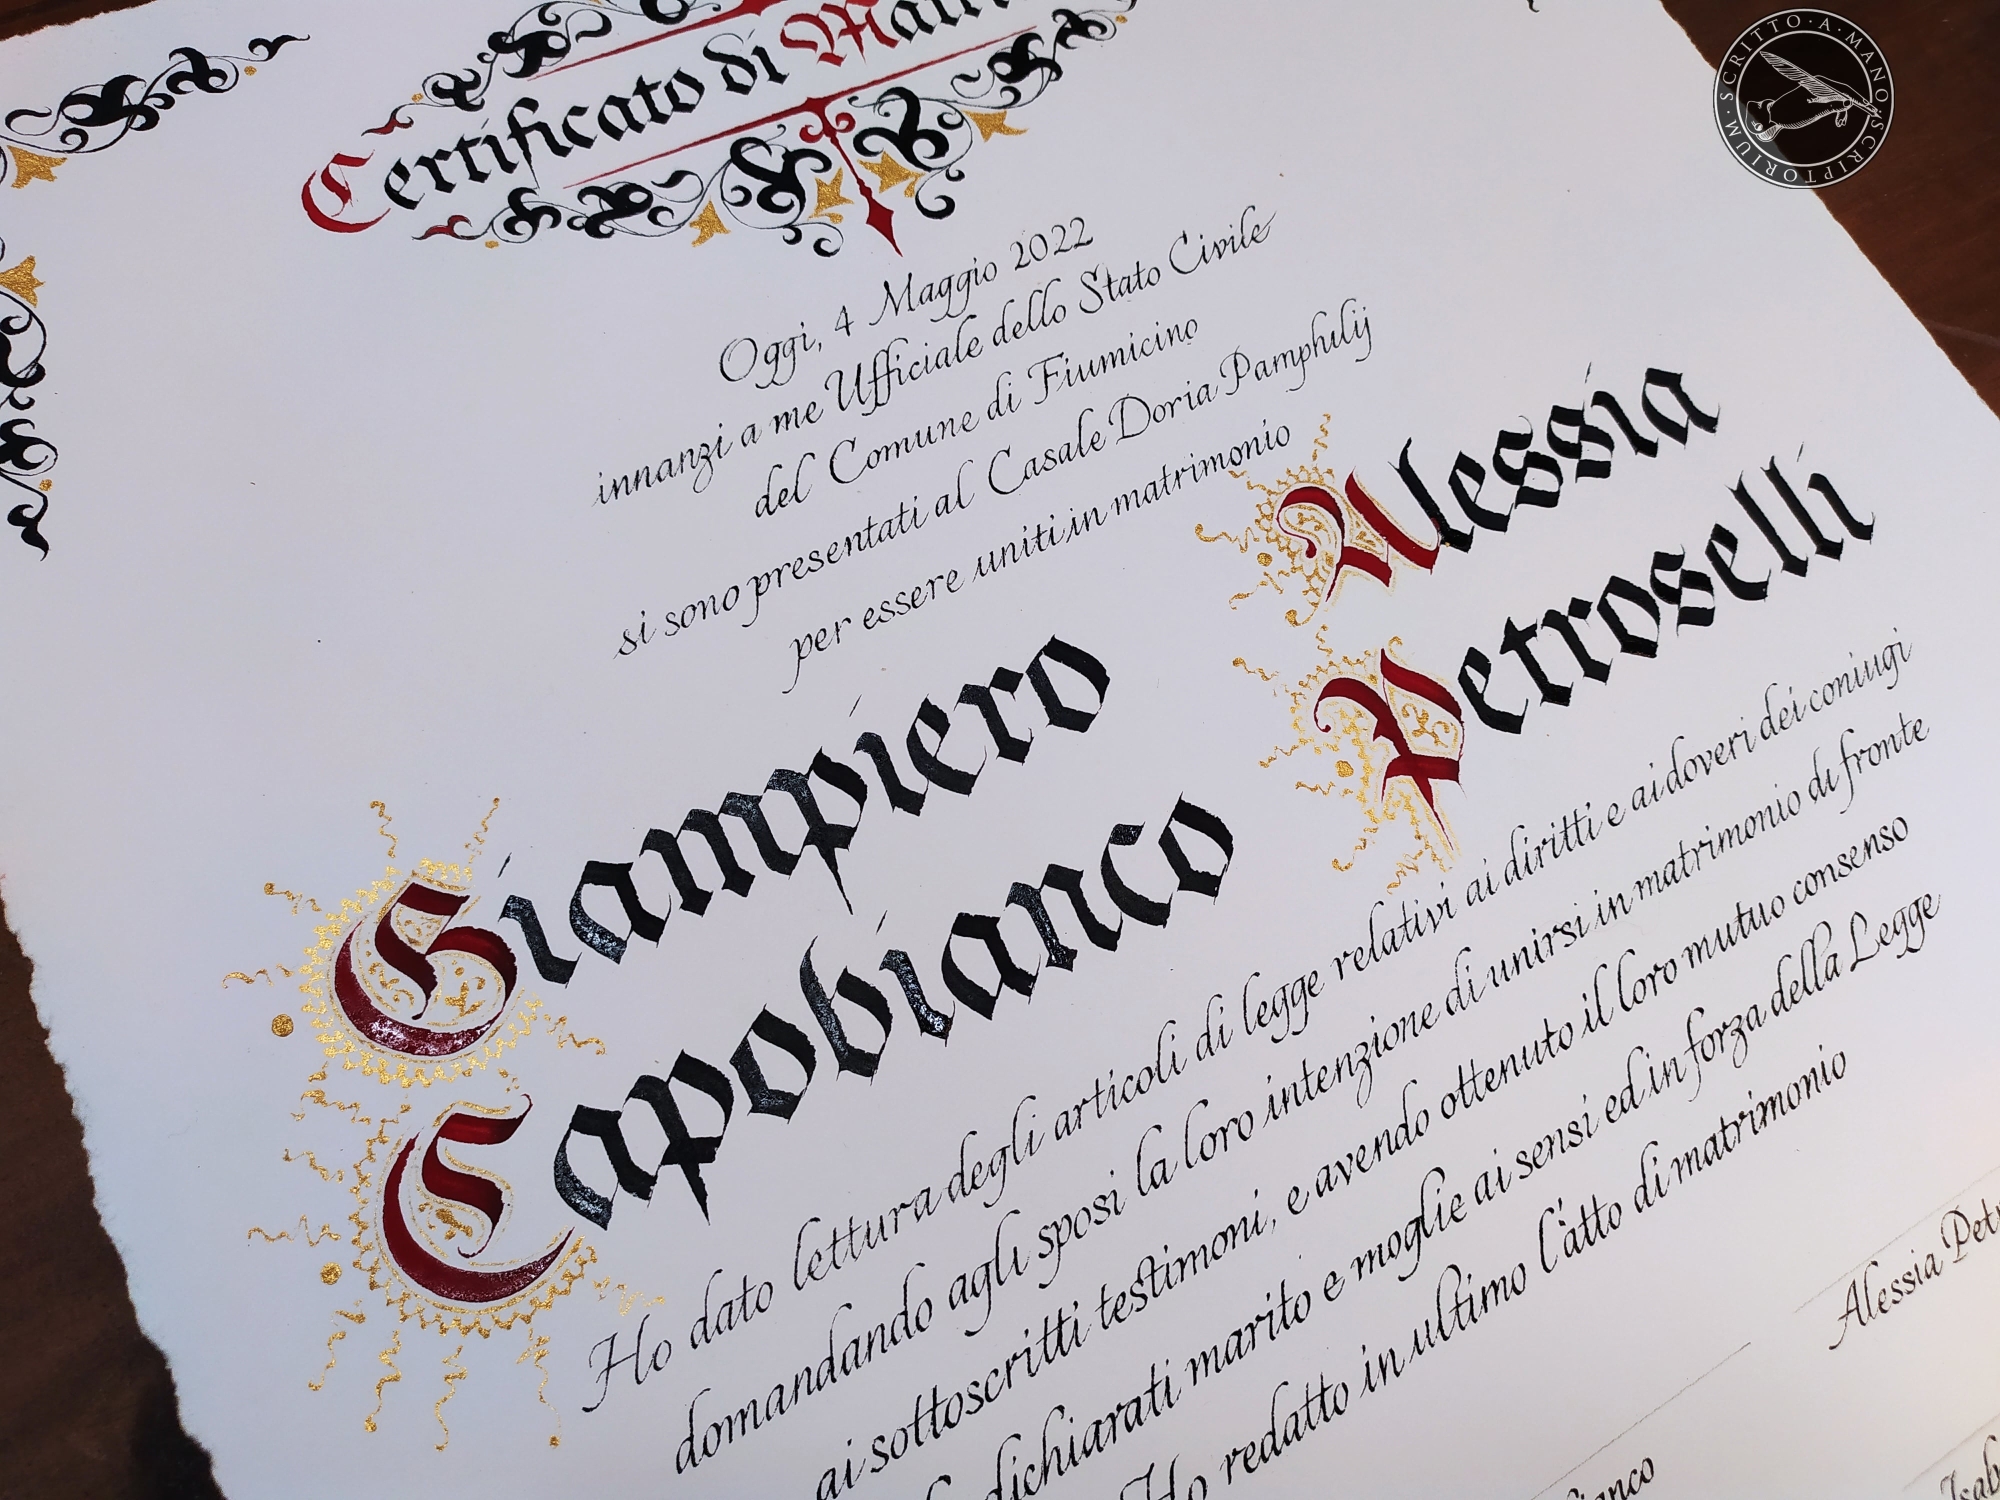 Certificato di
Oggi, 4 Maggio 2022
innanzi a me Ufficiale dello Stato Civile
del Comune di Fiumicino
si sono presentati al Casale Doria Pamphulij
per essere uniti in matrimonio
Giampiero
Capobianco
Alessia
Petroselli
Ho dato lettura degli articoli di legge relativi ai diritti e ai doveri dei coniugi
domandando agli sposi la loro intenzione di unirsi in matrimonio di fronte
ai sottoscritti testimoni, e avendo ottenuto il loro mutuo consenso
dichiarati marito e moglie ai sensi ed in forza della Legge
Ho redatto in ultimo l'atto di matrimonio
Alessia Petr
ianco
Isab
SCRITTO·A·MANO·SCRIPTORIUM·